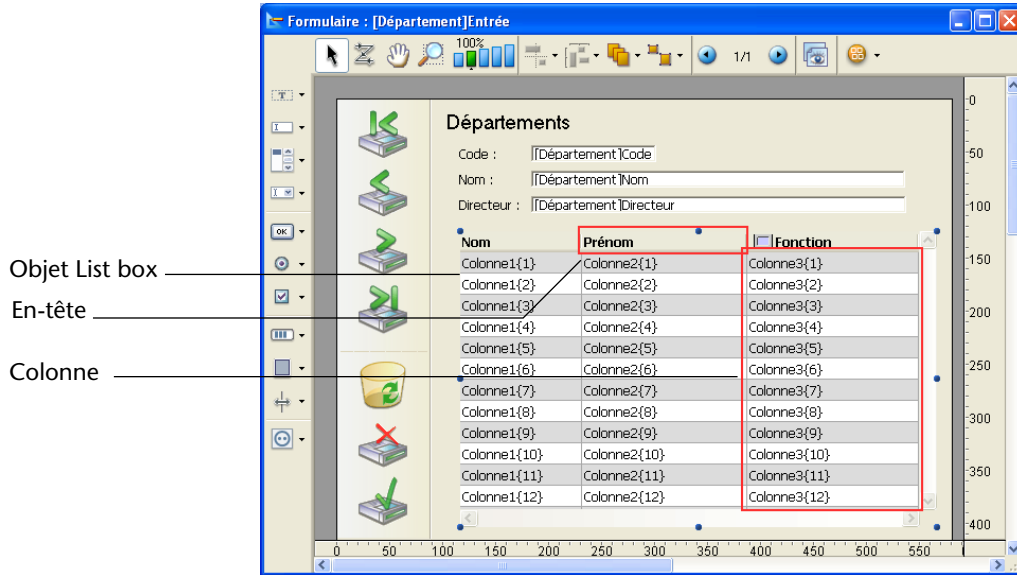 Formulaire : [Département]Entrée
100%
1/1
Départements
Code : [Département]Code
Nom : [Département]Nom
Directeur : [Département]Directeur
Nom Prénom Fonction
Colonne1{1} Colonne2{1} Colonne3{1}
Colonne1{2} Colonne2{2} Colonne3{2}
Colonne1{3} Colonne2{3} Colonne3{3}
Colonne1{4} Colonne2{4} Colonne3{4}
Colonne1{5} Colonne2{5} Colonne3{5}
Colonne1{6} Colonne2{6} Colonne3{6}
Colonne1{7} Colonne2{7} Colonne3{7}
Colonne1{8} Colonne2{8} Colonne3{8}
Colonne1{9} Colonne2{9} Colonne3{9}
Colonne1{10} Colonne2{10} Colonne3{10}
Colonne1{11} Colonne2{11} Colonne3{11}
Colonne1{12} Colonne2{12} Colonne3{12}
Objet List box
En-tête
Colonne
OK
0
50
100
150
200
250
300
350
400
0 50 100 150 200 250 300 350 400 450 500 550